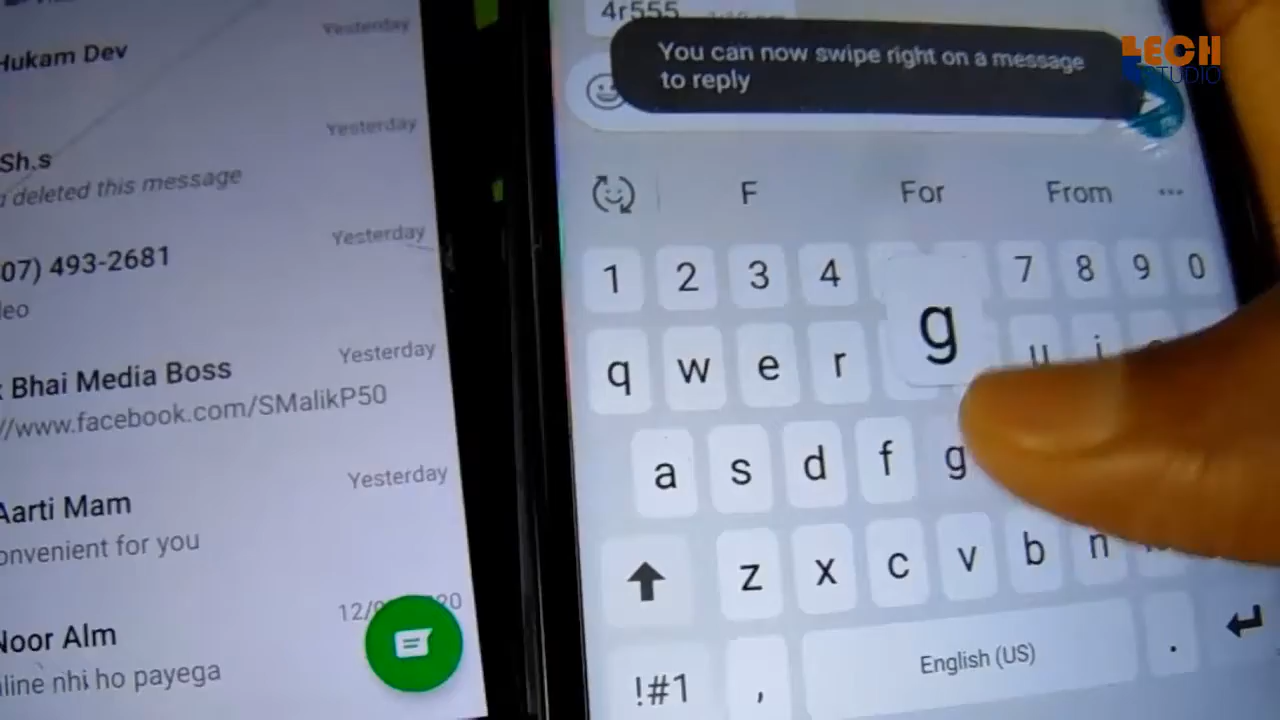 Yesterday
Hukam Dev
Yesterday
Sh.s
deleted this message
Yesterday
07) 493-2681
Yesterday
Bhai Media Boss
//www.facebook.com/SMalikP50
Yesterday
Aarti Mam
onvenient for you
Noor Alm
line nhi ho payega
4r555
You can now swipe right on a message
to reply
F For From ...
1 2 3 4 7 8 9 0
g
q w e r u i
a s d f g
z x c v b n
!#1 , English (US) .
TECH
STUDIO